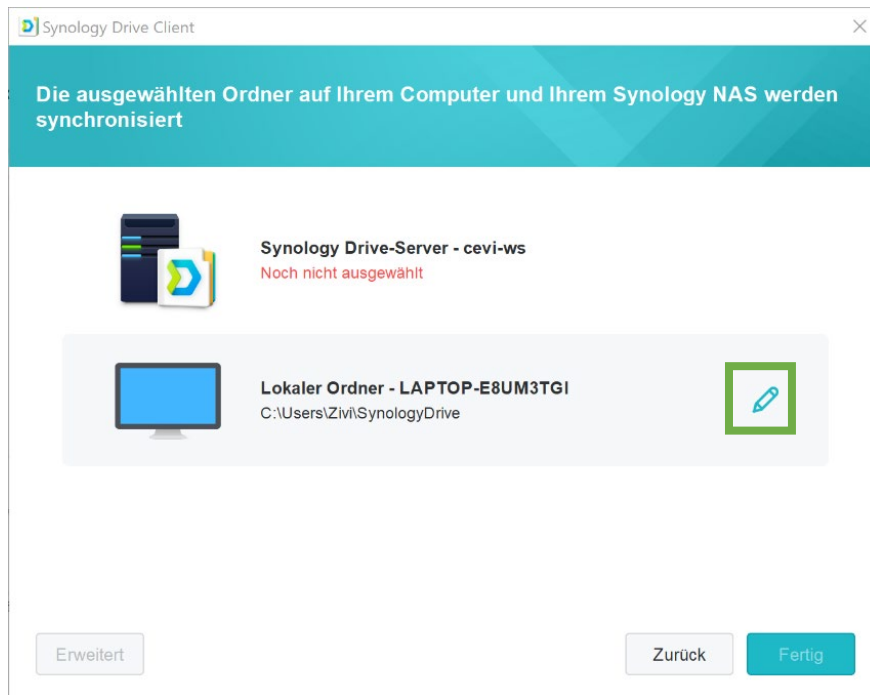 Synology Drive Client
Die ausgewählten Ordner auf Ihrem Computer und Ihrem Synology NAS werden
synchronisiert
Synology Drive-Server - cevi-ws
Noch nicht ausgewählt
Lokaler Ordner - LAPTOP-E8UM3TGI
C:\Users\Zivi\SynologyDrive
Erweitert
Zurück
Fertig